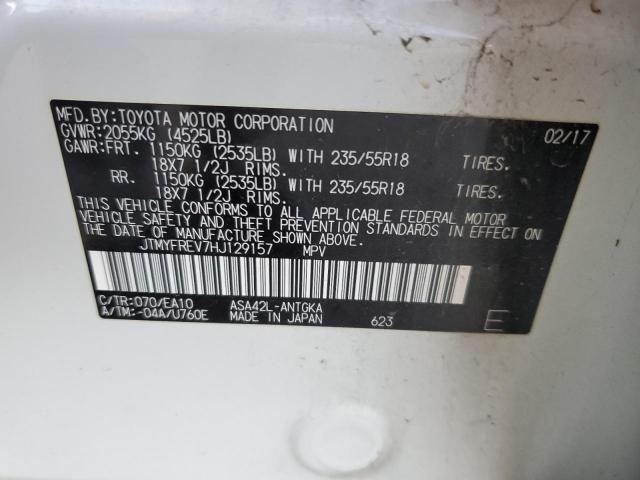 MFD.BY:TOYOTA MOTOR CORPORATION 02/17
GVWR:2055KG (4525LB)
GAWR:FRT. 1150KG (2535LB) WITH 235/55R18 TIRES.
18X7 1/2J RIMS.
RR. 1150KG (2535LB) WITH 235/55R18 TIRES.
18X7 1/2J RIMS.
THIS VEHICLE CONFORMS TO ALL APPLICABLE FEDERAL MOTOR
VEHICLE SAFETY AND THEFT PREVENTION STANDARDS IN EFFECT ON
THE DATE OF MANUFACTURE SHOWN ABOVE.
JTMYFREV7HJ129157 MPV
C/TR:070/EA10 ASA42L-ANTGKA
A/TM:-04A/U760E MADE IN JAPAN 623 E